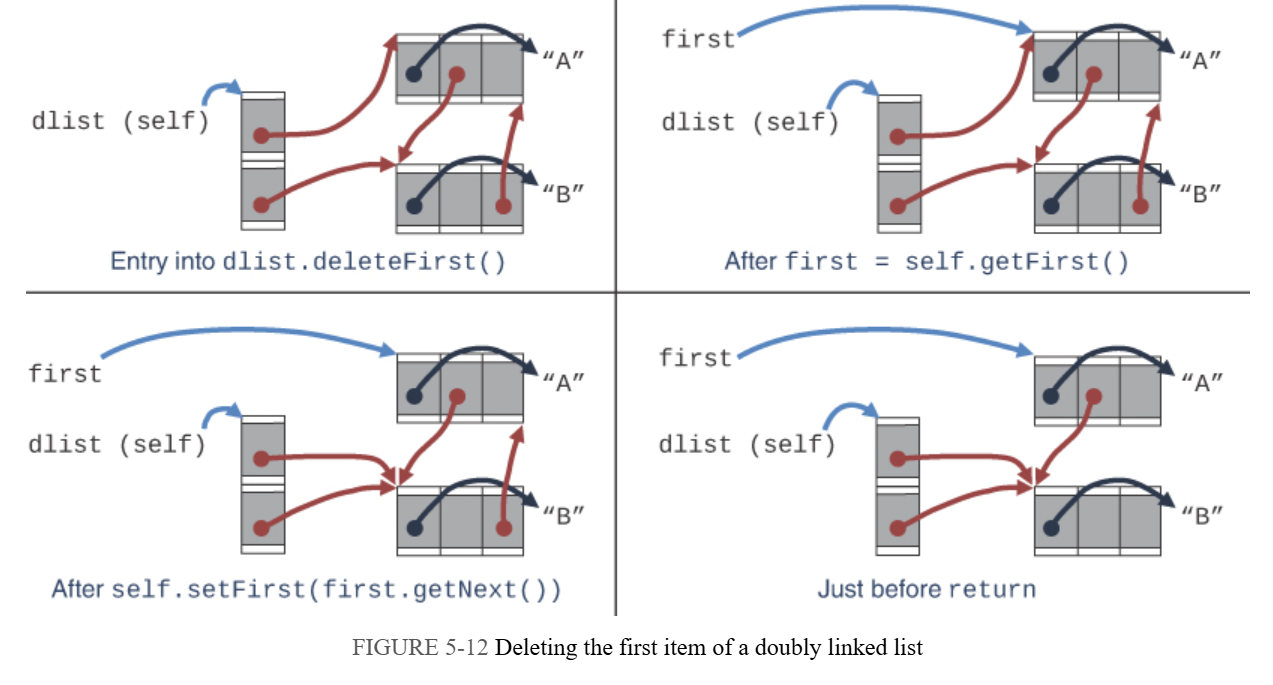 "A"
dlist (self)
"B"
Entry into dlist.deleteFirst()
first
"A"
dlist (self)
"B"
After first = self.getFirst()
first
"A"
dlist (self)
"B"
After self.setFirst(first.getNext())
first
"A"
dlist (self)
"B"
Just before return
FIGURE 5-12 Deleting the first item of a doubly linked list